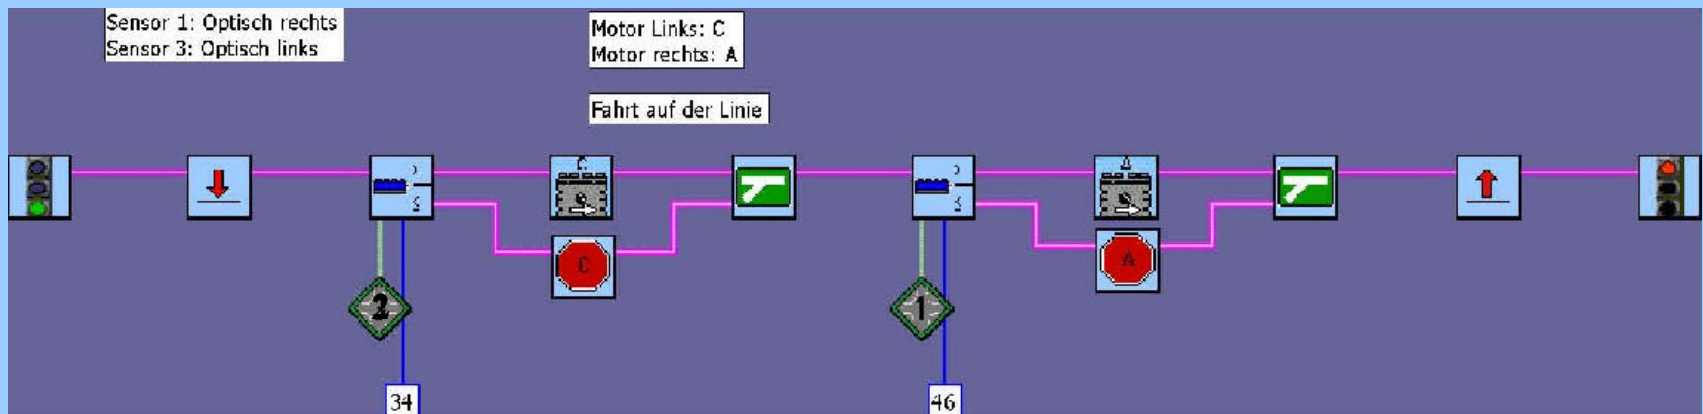 Sensor 1: Optisch rechts
Sensor 3: Optisch links
Motor Links: C
Motor rechts: A
Fahrt auf der Linie
C
A
C
A
1
34
46